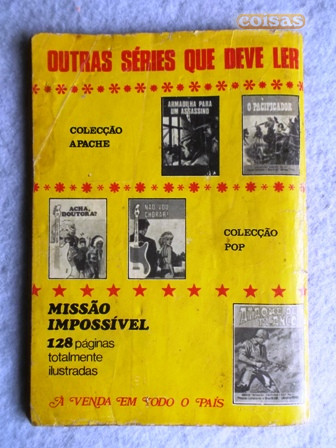 coisas
OUTRAS SÉRIES QUE DEVE LER
ARMADILHA PARA
UM ASSASSINO
O PACIFICADOR
COLECÇÃO
APACHE
ACHA,
DOUTORA?
NÃO VOU
CHORAR!
COLECÇÃO
POP
MISSÃO
IMPOSSÍVEL
128 páginas
totalmente
ilustradas
À VENDA EM TODO O PAÍS